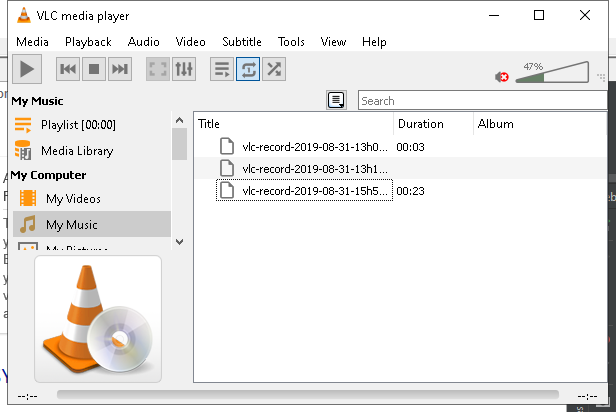 VLC media player
Media Playback Audio Video Subtitle Tools View Help
47%
My Music
Search
Playlist [00:00]
Media Library
My Computer
My Videos
My Music
My Pictures
Title Duration Album
vlc-record-2019-08-31-13h0... 00:03
vlc-record-2019-08-31-13h1...
vlc-record-2019-08-31-15h5... 00:23
--:-- --:--